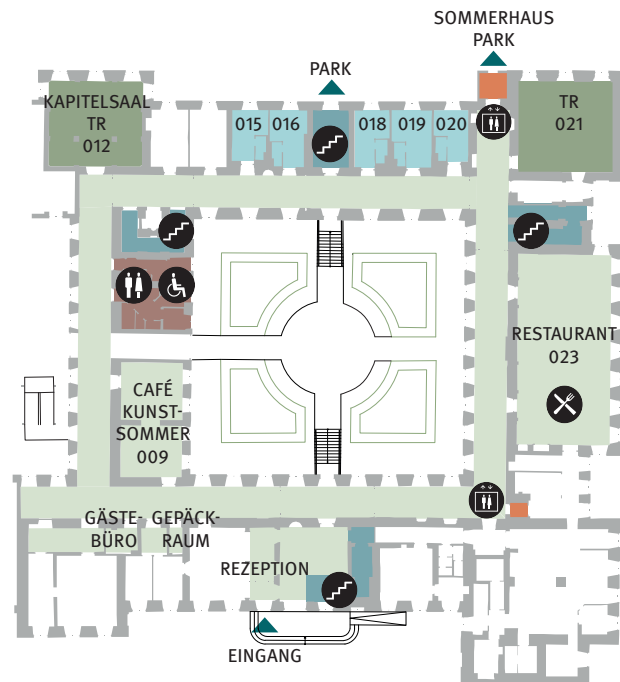 SOMMERHAUS
PARK
PARK
KAPITELSAAL
TR
012
015
016
018
019
020
TR
021
RESTAURANT
023
CAFÉ
KUNST-
SOMMER
009
GÄSTE-
BÜRO
GEPÄCK-
RAUM
REZEPTION
EINGANG